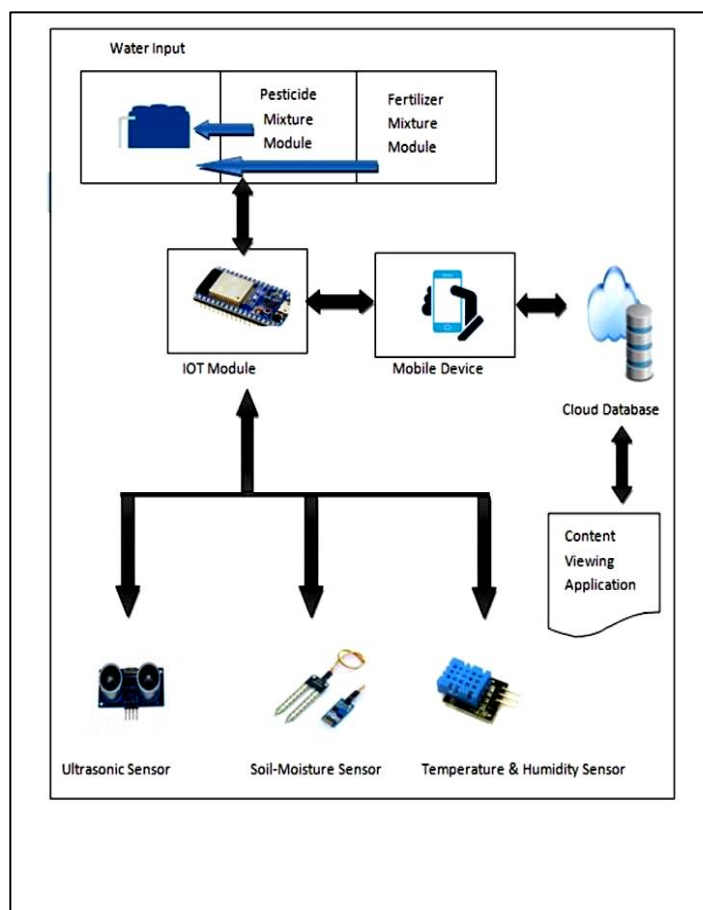 Water Input
Pesticide
Mixture
Module
Fertilizer
Mixture
Module
IOT Module
Mobile Device
Cloud Database
Content
Viewing
Application
Ultrasonic Sensor
Soil-Moisture Sensor
Temperature & Humidity Sensor